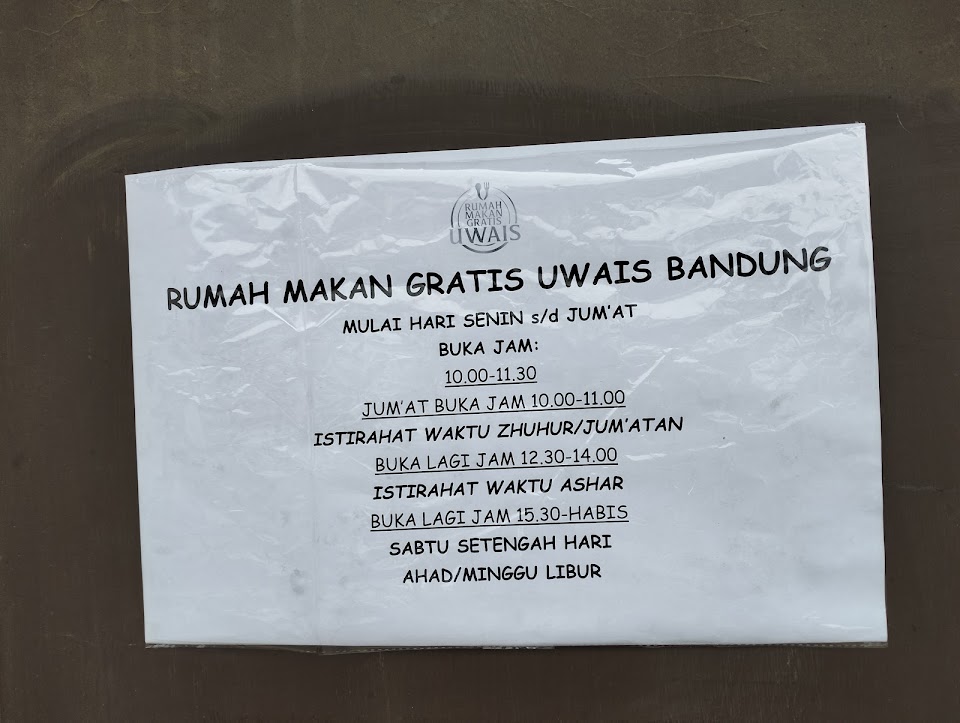 RUMAH
MAKAN
GRATIS
UWAIS
RUMAH MAKAN GRATIS UWAIS BANDUNG
MULAI HARI SENIN s/d JUM'AT
BUKA JAM:
10.00-11.30
JUM'AT BUKA JAM 10.00-11.00
ISTIRAHAT WAKTU ZHUHUR/JUM'ATAN
BUKA LAGI JAM 12.30-14.00
ISTIRAHAT WAKTU ASHAR
BUKA LAGI JAM 15.30-HABIS
SABTU SETENGAH HARI
AHAD/MINGGU LIBUR